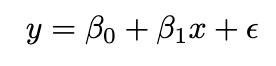 y = β₀ + β₁x + ϵ